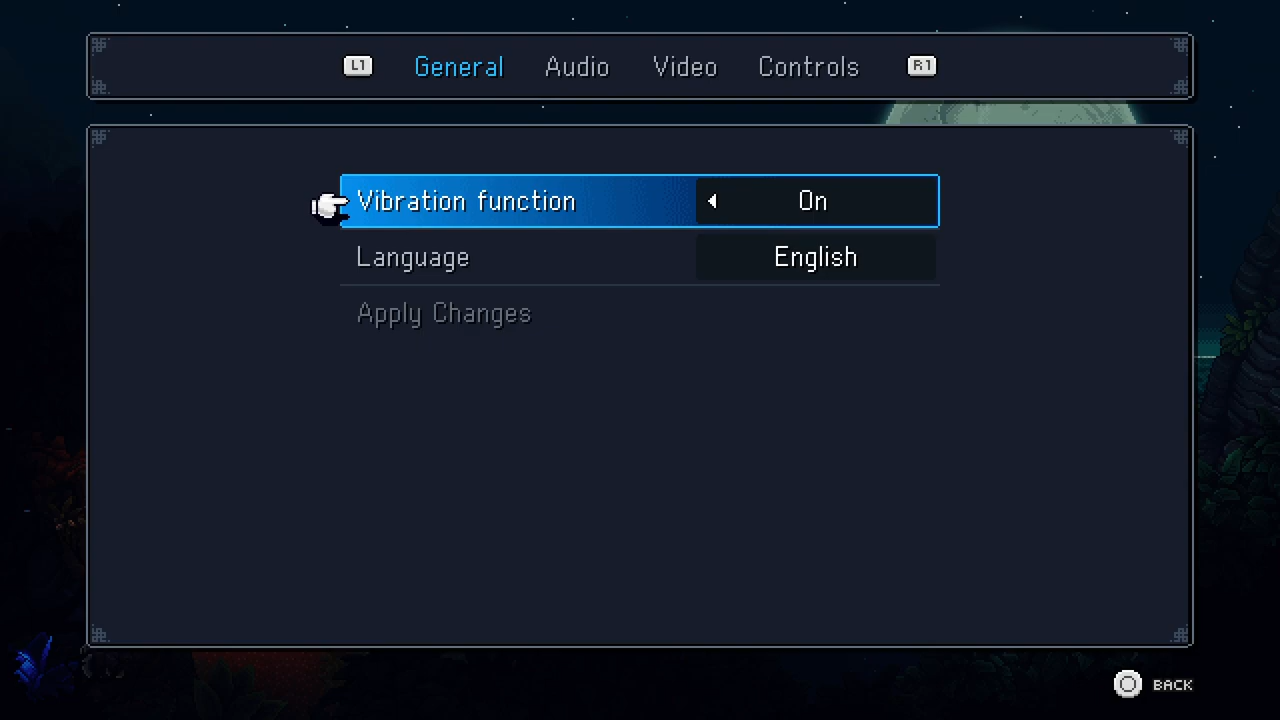 L1 General Audio Video Controls R1
Vibration function On
Language English
Apply Changes
BACK